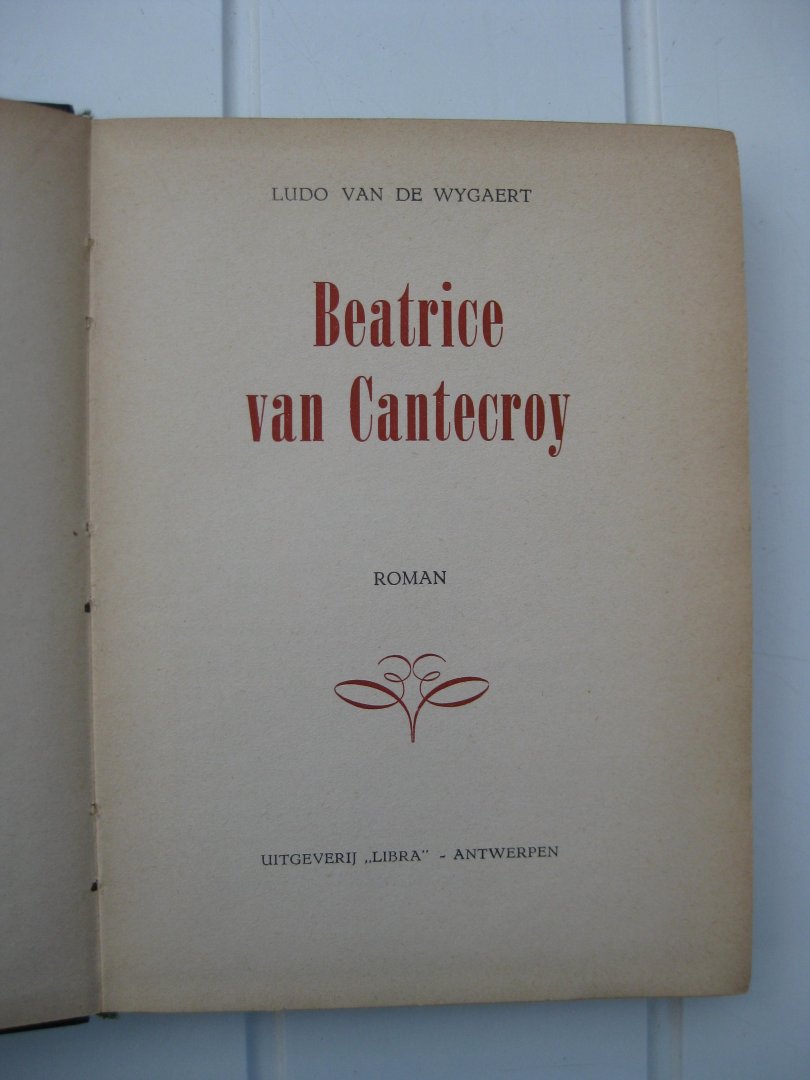 LUDO VAN DE WYGAERT
Beatrice
van Cantecroy
ROMAN
UITGEVERIJ „LIBRA” - ANTWERPEN